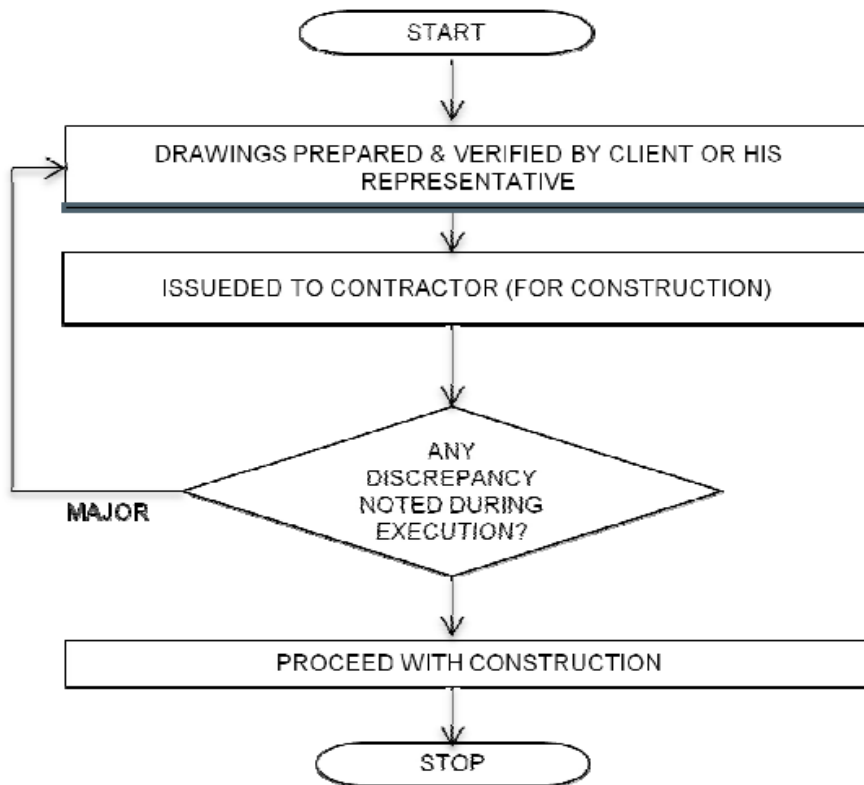 START
DRAWINGS PREPARED & VERIFIED BY CLIENT OR HIS
REPRESENTATIVE
ISSUEDED TO CONTRACTOR (FOR CONSTRUCTION)
ANY
DISCREPANCY
NOTED DURING
EXECUTION?
MAJOR
PROCEED WITH CONSTRUCTION
STOP